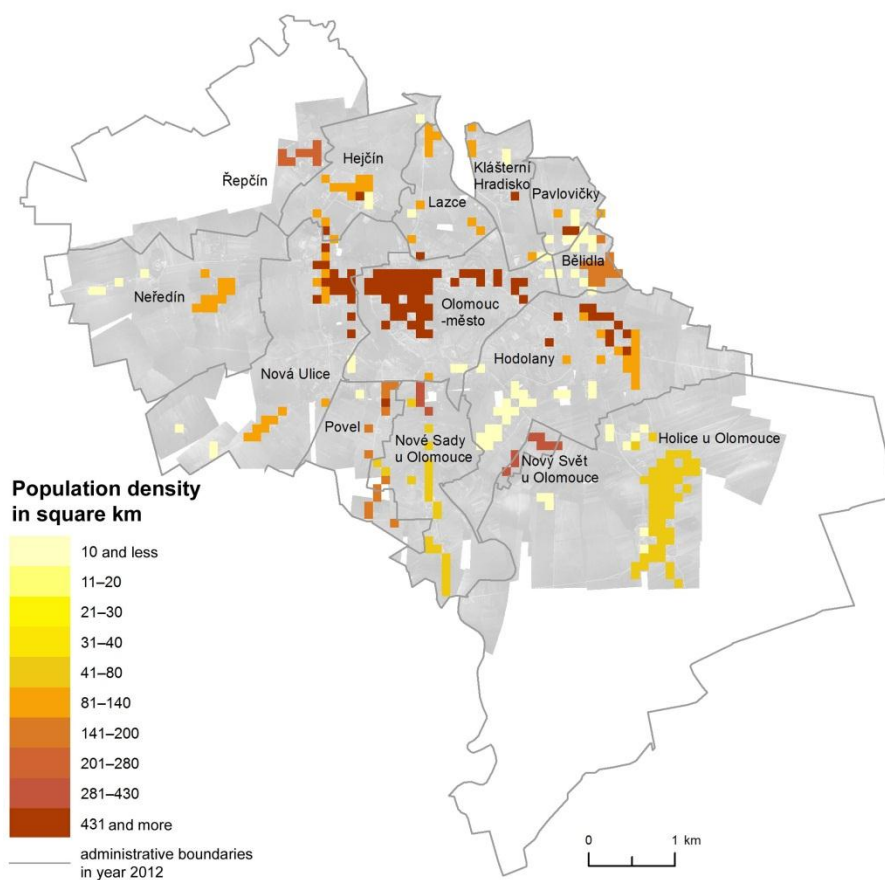 Řepčín
Hejčín
Lazce
Klášterní
Hradisko
Pavlovičky
Bělidla
Neředín
Olomouc
-město
Hodolany
Nová Ulice
Povel
Nové Sady
u Olomouce
Nový Svět
u Olomouce
Holice u Olomouce
Population density
in square km
10 and less
11–20
21–30
31–40
41–80
81–140
141–200
201–280
281–430
431 and more
administrative boundaries
in year 2012
0 1 km